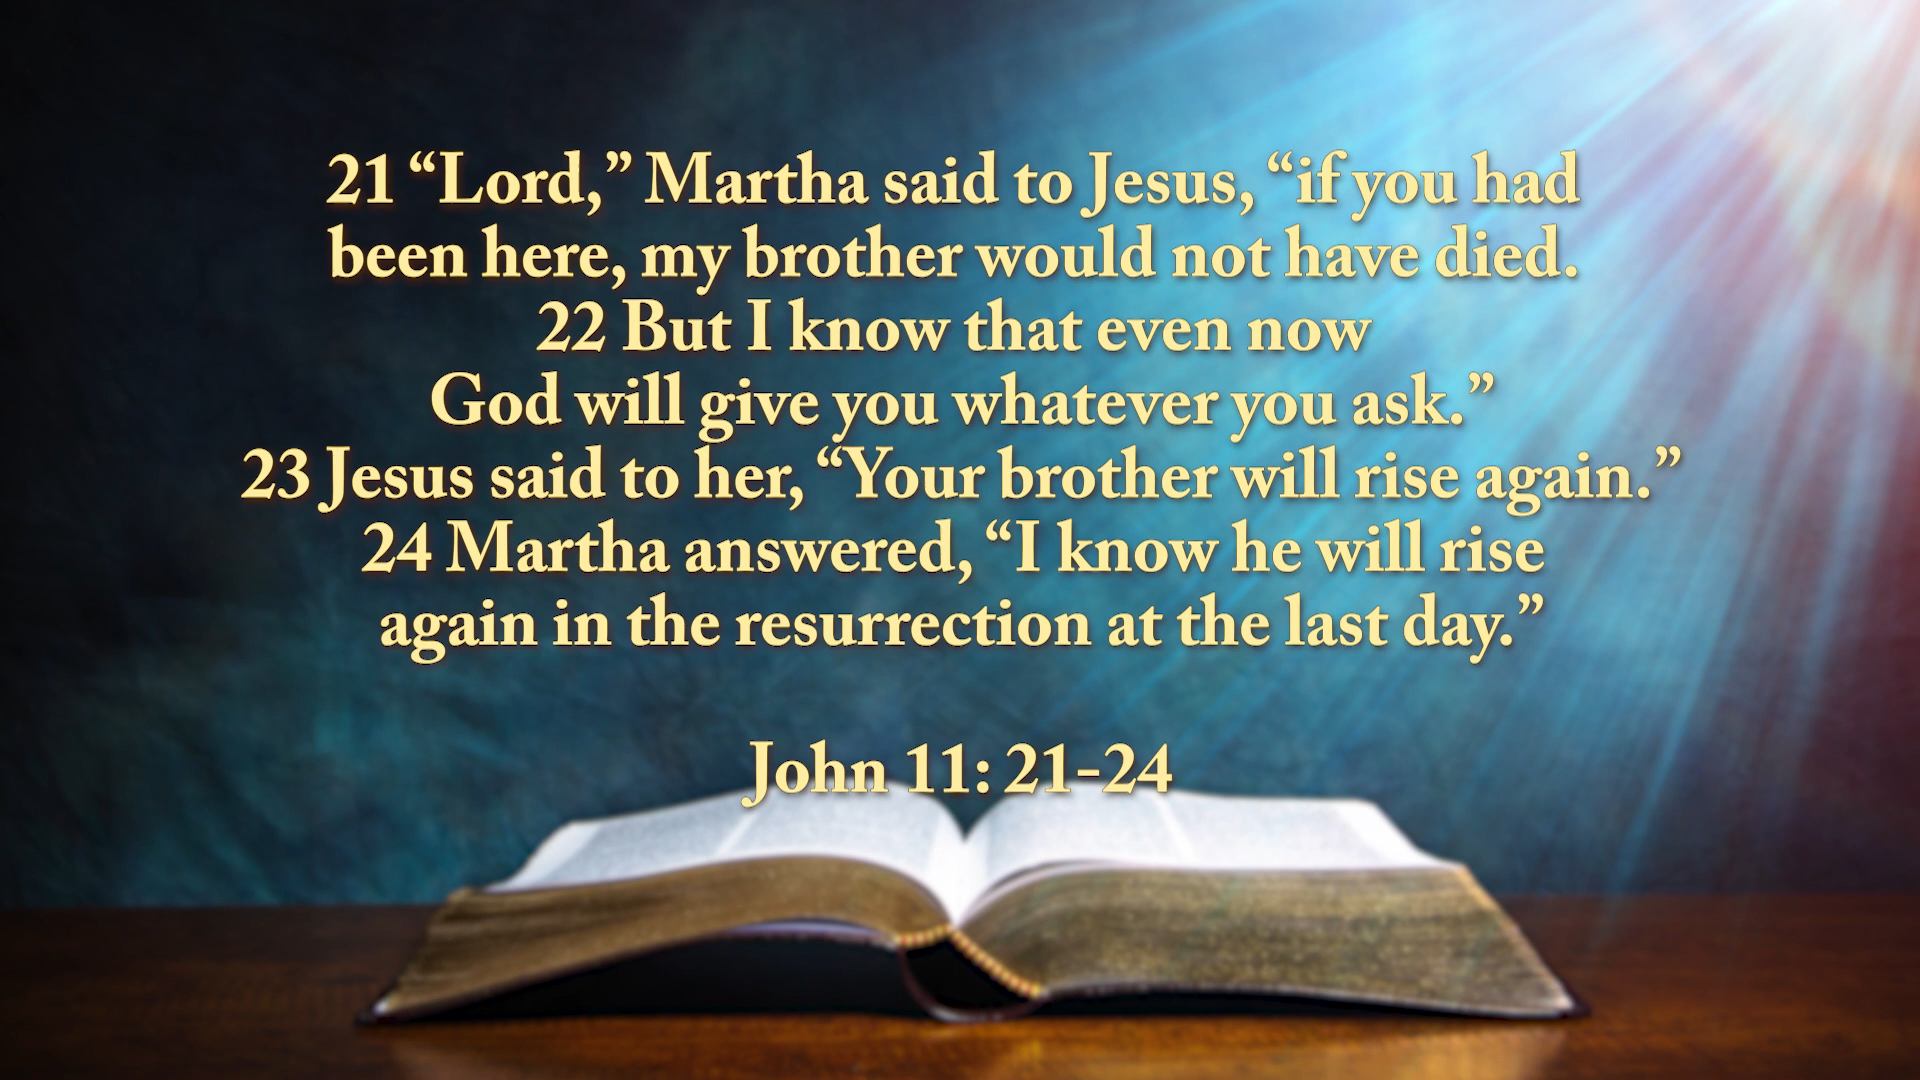 21 “Lord,” Martha said to Jesus, “if you had
been here, my brother would not have died.
22 But I know that even now
God will give you whatever you ask.”
23 Jesus said to her, “Your brother will rise again.”
24 Martha answered, “I know he will rise
again in the resurrection at the last day.”
John 11: 21-24